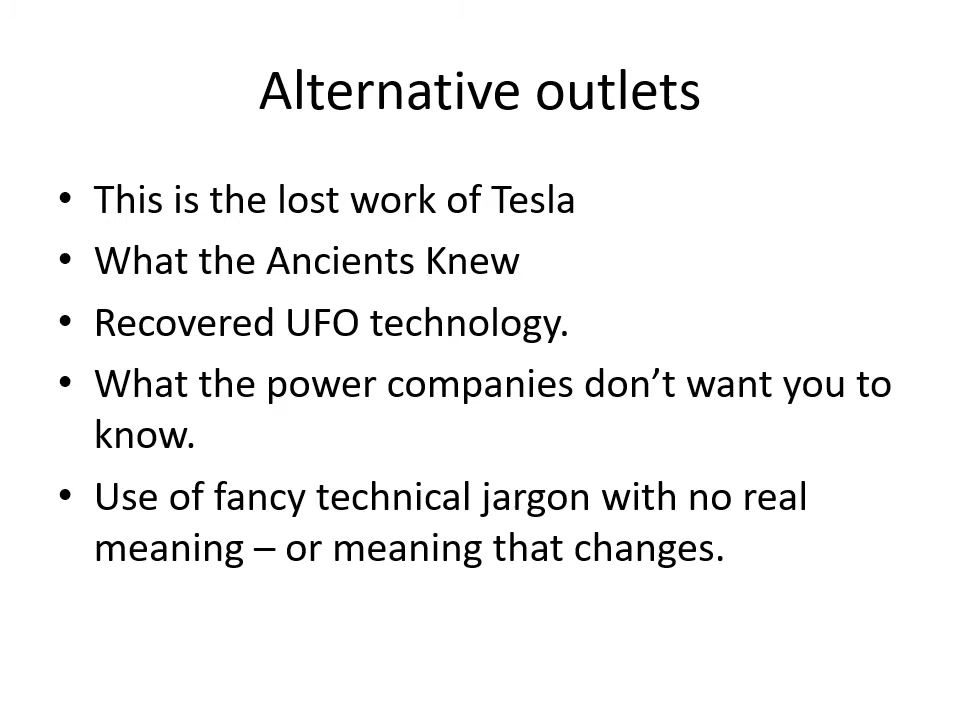 Alternative outlets
• This is the lost work of Tesla
• What the Ancients Knew
• Recovered UFO technology.
• What the power companies don’t want you to
know.
• Use of fancy technical jargon with no real
meaning – or meaning that changes.